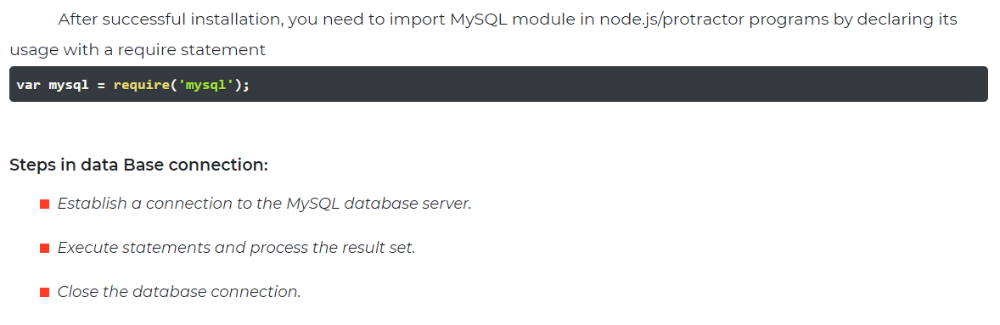 After successful installation, you need to import MySQL module in node.js/protractor programs by declaring its
usage with a require statement
var mysql = require('mysql');
Steps in data Base connection:
Establish a connection to the MySQL database server.
Execute statements and process the result set.
Close the database connection.